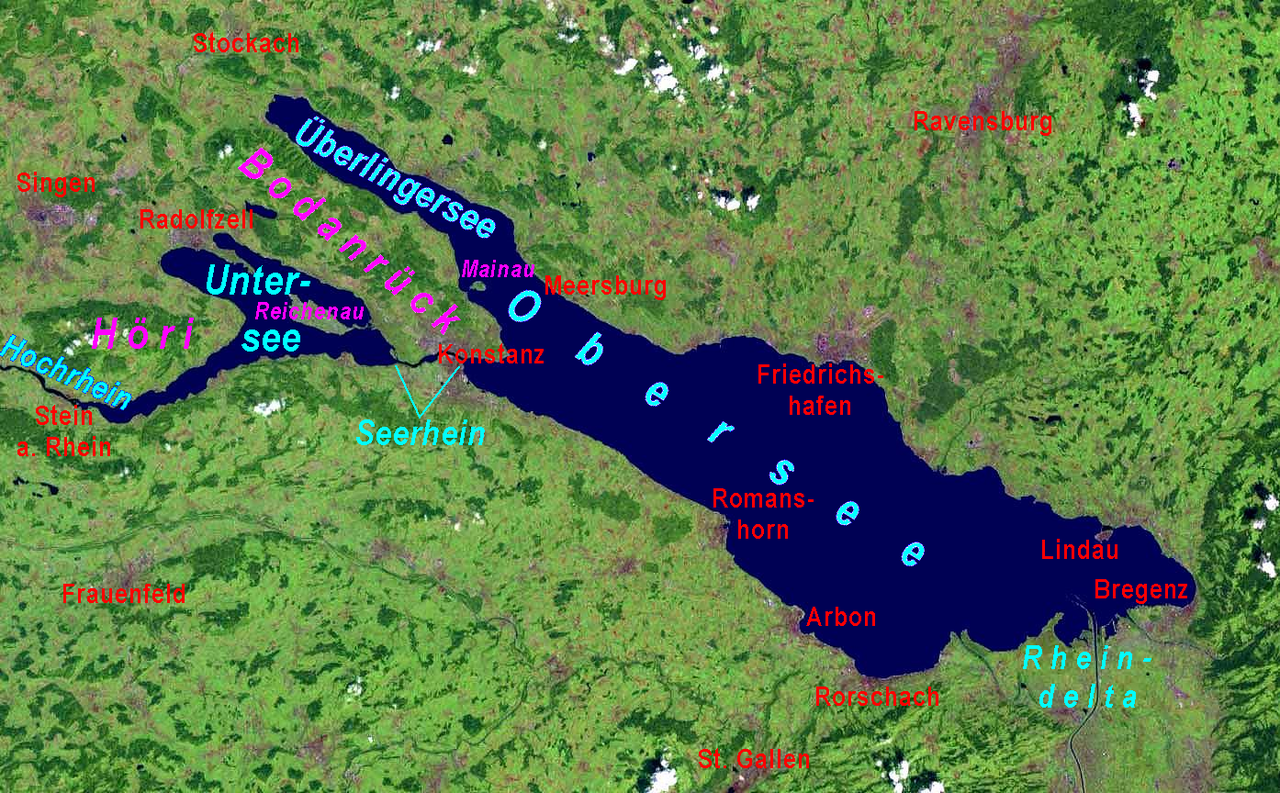 Stockach
Ravensburg
Überlingersee
Bodanrück
Singen
Radolfzell
Mainau
Meersburg
Unter-
see
Reichenau
Höri
Obersee
Hochrhein
Konstanz
Friedrichs-
hafen
Stein
a. Rhein
Seerhein
Romans-
horn
Lindau
Bregenz
Frauenfeld
Arbon
Rhein-
delta
Rorschach
St. Gallen